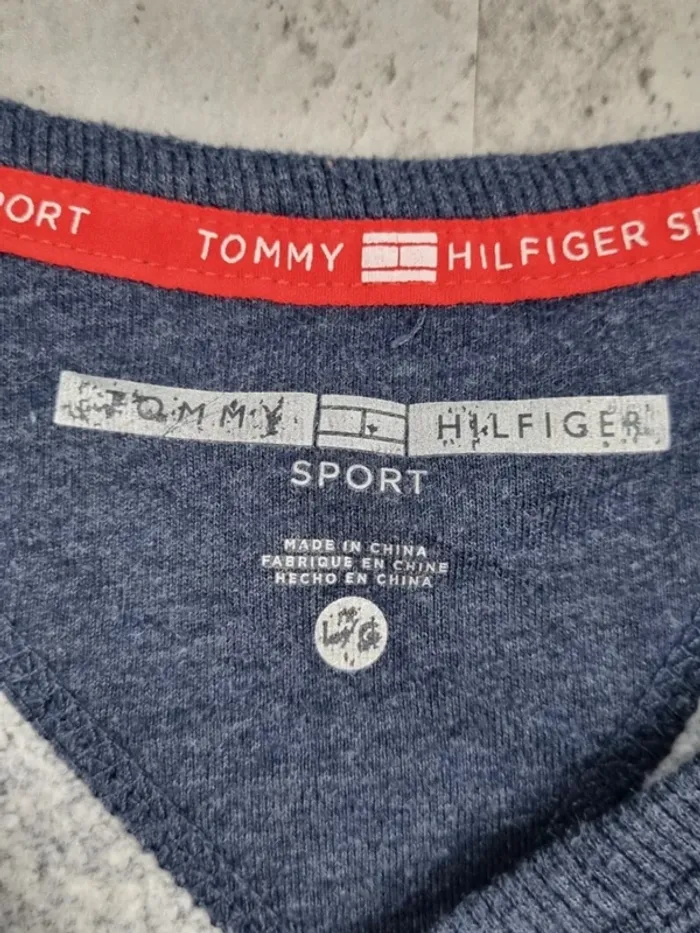 PORT TOMMY HILFIGER S
TOMMY HILFIGER
SPORT
MADE IN CHINA
FABRIQUE EN CHINE
HECHO EN CHINA
L/G